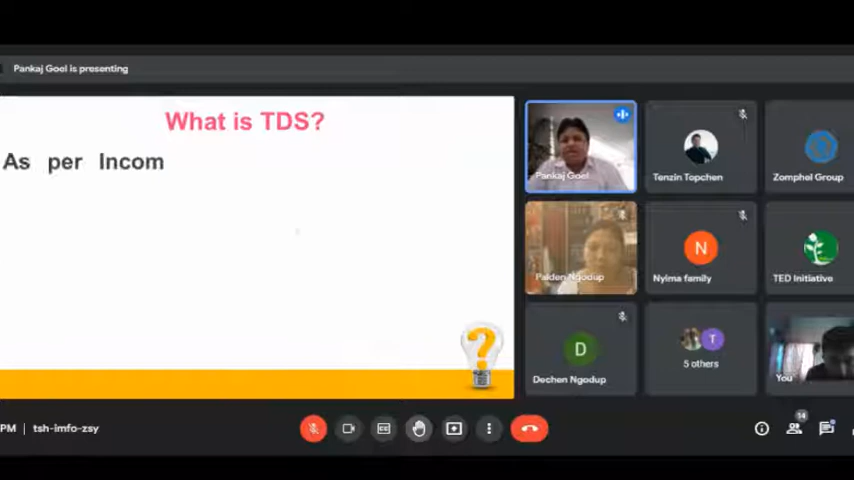 Pankaj Goel is presenting
What is TDS?
As per Incom
Pankaj Goel
Tenzin Topchen
Zomphel Group
Palden Ngodup
N
Nyima family
TED Initiative
D
Dechen Ngodup
T
5 others
You
PM | tsh-imfo-zsy
CC
14